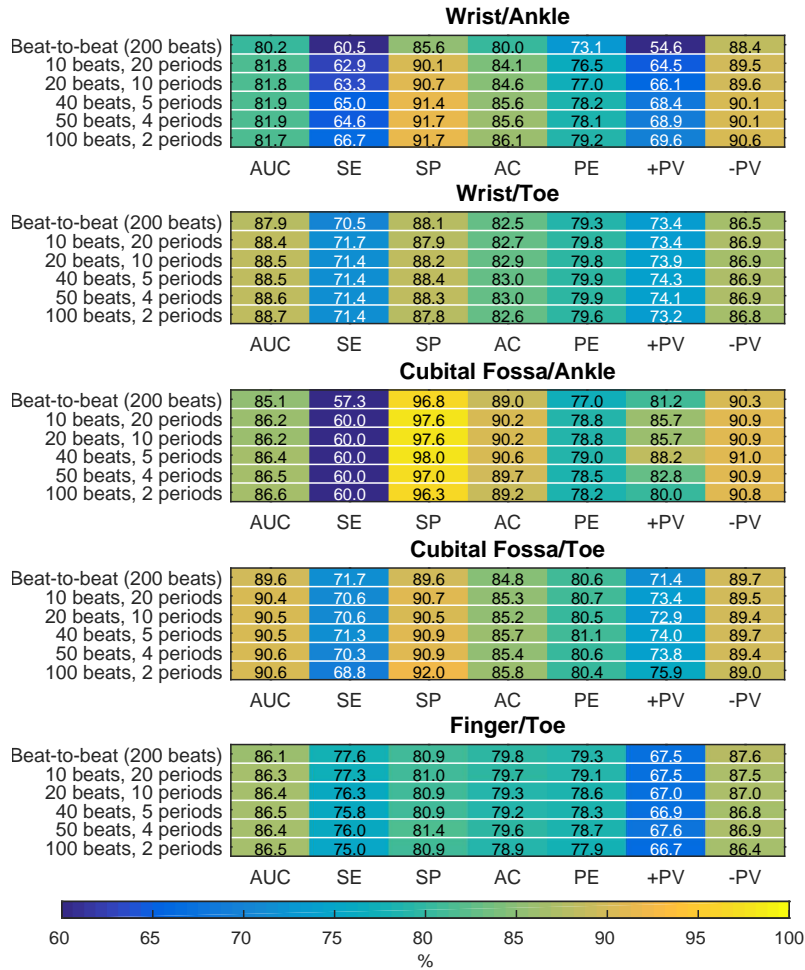 Wrist/Ankle
Beat-to-beat (200 beats) 80.2 60.5 85.6 80.0 73.1 54.6 88.4
10 beats, 20 periods 81.8 62.9 90.1 84.1 76.5 64.5 89.5
20 beats, 10 periods 81.8 63.3 90.7 84.6 77.0 66.1 89.6
40 beats, 5 periods 81.9 65.0 91.4 85.6 78.2 68.4 90.1
50 beats, 4 periods 81.9 64.6 91.7 85.6 78.1 68.9 90.1
100 beats, 2 periods 81.7 66.7 91.7 86.1 79.2 69.6 90.6
AUC SE SP AC PE +PV -PV
Wrist/Toe
Beat-to-beat (200 beats) 87.9 70.5 88.1 82.5 79.3 73.4 86.5
10 beats, 20 periods 88.4 71.7 87.9 82.7 79.8 73.4 86.9
20 beats, 10 periods 88.5 71.4 88.2 82.9 79.8 73.9 86.9
40 beats, 5 periods 88.5 71.4 88.4 83.0 79.9 74.3 86.9
50 beats, 4 periods 88.6 71.4 88.3 83.0 79.9 74.1 86.9
100 beats, 2 periods 88.7 71.4 87.8 82.6 79.6 73.2 86.8
AUC SE SP AC PE +PV -PV
Cubital Fossa/Ankle
Beat-to-beat (200 beats) 85.1 57.3 96.8 89.0 77.0 81.2 90.3
10 beats, 20 periods 86.2 60.0 97.6 90.2 78.8 85.7 90.9
20 beats, 10 periods 86.2 60.0 97.6 90.2 78.8 85.7 90.9
40 beats, 5 periods 86.4 60.0 98.0 90.6 79.0 88.2 91.0
50 beats, 4 periods 86.5 60.0 97.0 89.7 78.5 82.8 90.9
100 beats, 2 periods 86.6 60.0 96.3 89.2 78.2 80.0 90.8
AUC SE SP AC PE +PV -PV
Cubital Fossa/Toe
Beat-to-beat (200 beats) 89.6 71.7 89.6 84.8 80.6 71.4 89.7
10 beats, 20 periods 90.4 70.6 90.7 85.3 80.7 73.4 89.5
20 beats, 10 periods 90.5 70.6 90.5 85.2 80.5 72.9 89.4
40 beats, 5 periods 90.5 71.3 90.9 85.7 81.1 74.0 89.7
50 beats, 4 periods 90.6 70.3 90.9 85.4 80.6 73.8 89.4
100 beats, 2 periods 90.6 68.8 92.0 85.8 80.4 75.9 89.0
AUC SE SP AC PE +PV -PV
Finger/Toe
Beat-to-beat (200 beats) 86.1 77.6 80.9 79.8 79.3 67.5 87.6
10 beats, 20 periods 86.3 77.3 81.0 79.7 79.1 67.5 87.5
20 beats, 10 periods 86.4 76.3 80.9 79.3 78.6 67.0 87.0
40 beats, 5 periods 86.5 75.8 80.9 79.2 78.3 66.9 86.8
50 beats, 4 periods 86.4 76.0 81.4 79.6 78.7 67.6 86.9
100 beats, 2 periods 86.5 75.0 80.9 78.9 77.9 66.7 86.4
AUC SE SP AC PE +PV -PV
60 65 70 75 80 85 90 95 100
%